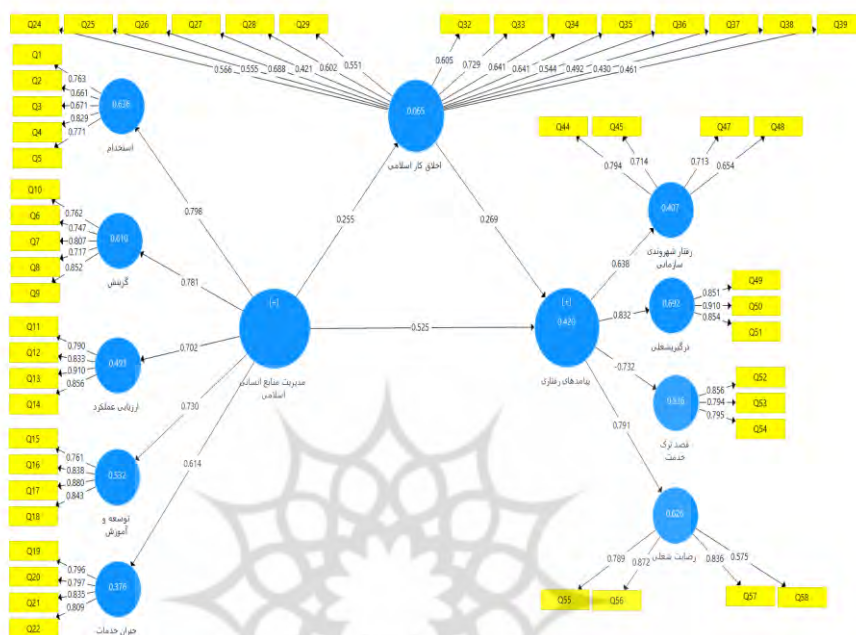 Q24 Q25 Q26 Q27 Q28 Q29
Q32 Q33 Q34 Q35 Q36 Q37 Q38 Q39
0.566 0.555 0.688 0.421 0.602 0.551
0.605 0.729 0.641 0.641 0.544 0.492 0.430 0.461
0.065
اخلاق کار اسلامی
Q1
Q2
Q3
Q4
Q5
0.763
0.661
0.671
0.829
0.771
0.636
استخدام
Q10
Q6
Q7
Q8
Q9
0.762
0.747
0.807
0.717
0.852
0.610
گزینش
Q11
Q12
Q13
Q14
0.790
0.833
0.910
0.856
0.493
ارزیابی عملکرد
Q15
Q16
Q17
Q18
0.761
0.838
0.880
0.843
0.532
توسعه و
آموزش
Q19
Q20
Q21
Q22
0.796
0.797
0.835
0.809
0.376
جبران خدمات
0.798
0.781
0.702
0.730
0.614
[+]
مدیریت منابع انسانی
اسلامی
0.255
0.269
0.525
[+]
0.420
پیامدهای رفتاری
0.638
0.832
-0.732
0.791
Q44 Q45 Q47 Q48
0.794 0.714 0.713 0.654
0.407
رفتار شهروندی
سازمانی
Q49
Q50
Q51
0.851
0.910
0.854
0.692
درگیرشغلی
Q52
Q53
Q54
0.856
0.794
0.795
قصد ترک
خدمت
0.626
رضایت شغلی
0.789 0.872 0.836 0.575
Q55 Q56 Q57 Q58